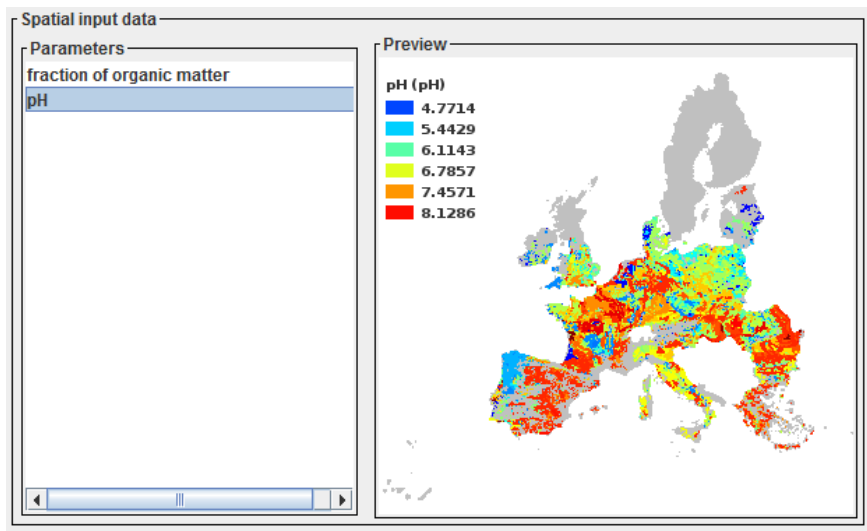 Spatial input data
Parameters
fraction of organic matter
pH
Preview
pH (pH)
4.7714
5.4429
6.1143
6.7857
7.4571
8.1286